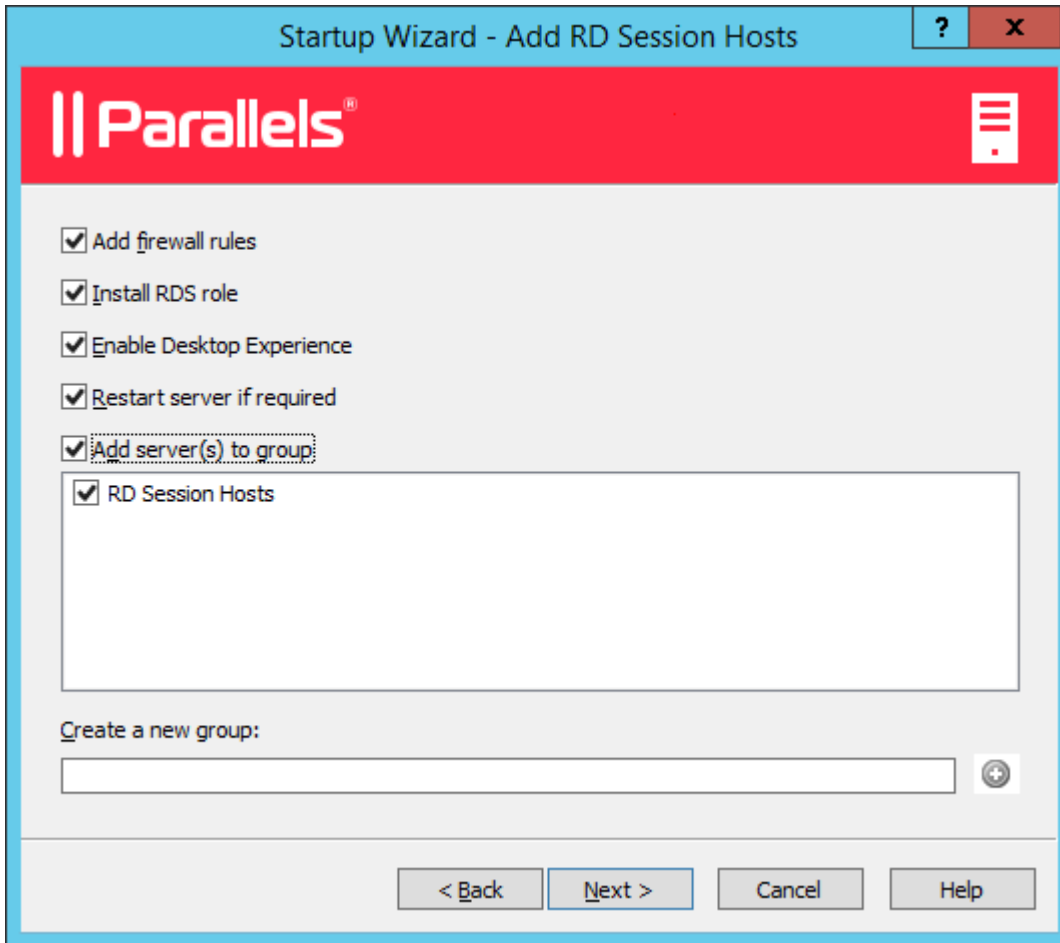 Startup Wizard - Add RD Session Hosts
?
x
Parallels®
Add firewall rules
Install RDS role
Enable Desktop Experience
Restart server if required
Add server(s) to group
RD Session Hosts
Create a new group:
< Back
Next >
Cancel
Help